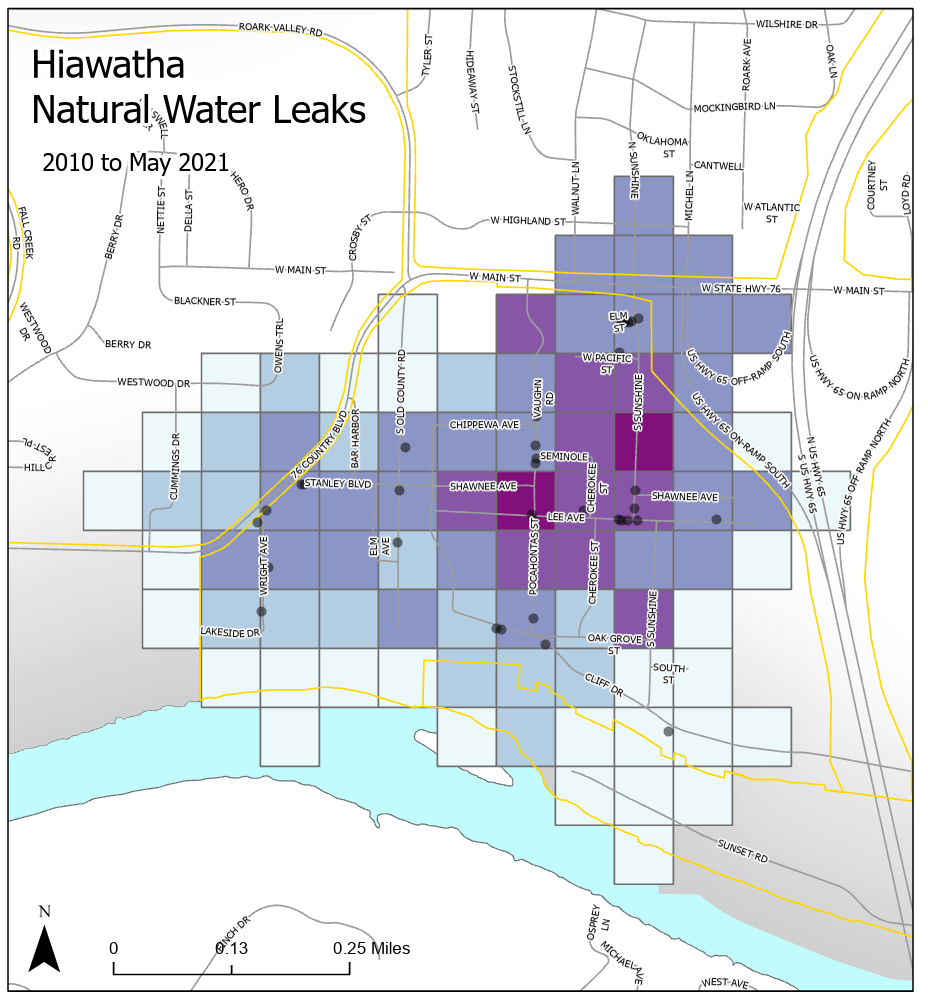 Hiawatha
Natural Water Leaks
2010 to May 2021
ROARK VALLEY RD
TYLER ST
HIDEAWAY ST
STOCKSTILL LN
WILSHIRE DR
ROARK AVE
OAK LN
MOCKINGBIRD LN
OKLAHOMA
ST
N SUNSHINE
CANTWELL
WALNUT LN
MICHEL LN
COURTNEY
ST
LOYD RD
W ATLANTIC
ST
NETTIE ST
DELLA ST
HERO DR
BERRY DR
FALL CREEK
RD
CROSBY ST
W HIGHLAND ST
W MAIN ST
W MAIN ST
W STATE HWY 76
W MAIN ST
BLACKNER ST
WESTWOOD
DR
BERRY DR
OWENS TRL
WESTWOOD DR
S OLD COUNTY RD
ELM
ST
W PACIFIC
ST
US HWY 65 OFF-RAMP SOUTH
US HWY 65 ON RAMP NORTH
VAUGHN
RD
S SUNSHINE
US HWY 65 ON-RAMP SOUTH
BAR HARBOR
76 COUNTRY BLVD
CHIPPEWA AVE
CUMMINGS DR
HILL
SEMINOLE
CHEROKEE
ST
STANLEY BLVD
SHAWNEE AVE
SHAWNEE AVE
LEE AVE
N US HWY 65
S US HWY 65
US HWY 65 OFF RAMP NORTH
WRIGHT AVE
ELM
AVE
POCAHONTAS ST
CHEROKEE ST
S SUNSHINE
LAKESIDE DR
OAK GROVE
ST
SOUTH
ST
CLIFF DR
SUNSET RD
N
0
0.13
0.25 Miles
OSPREY
LN
MICHAEL AVE
WEST AVE